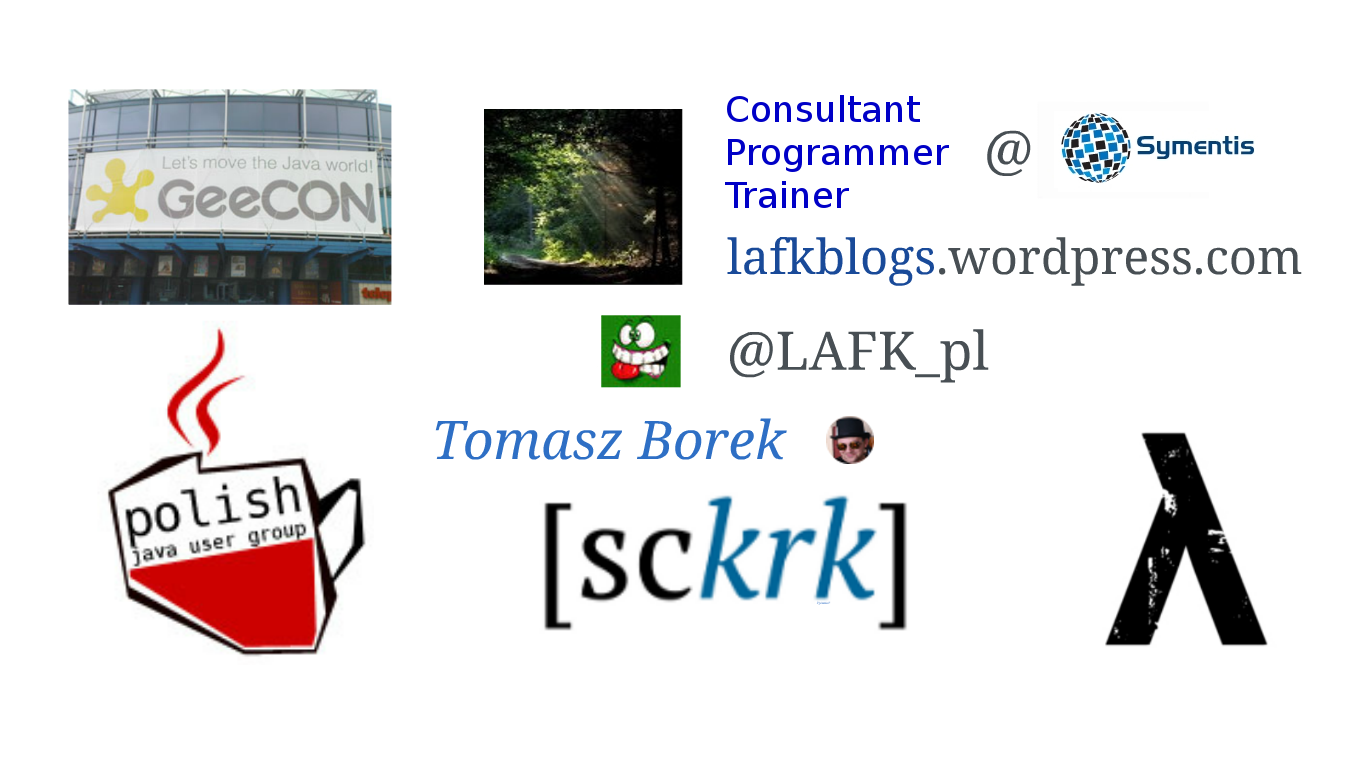 Let's move the Java world!
GeeCON
Consultant
Programmer
Trainer
@
Symentis
lafkblogs.wordpress.com
@LAFK_pl
Tomasz Borek
polish
java user group
[sckrk]
λ